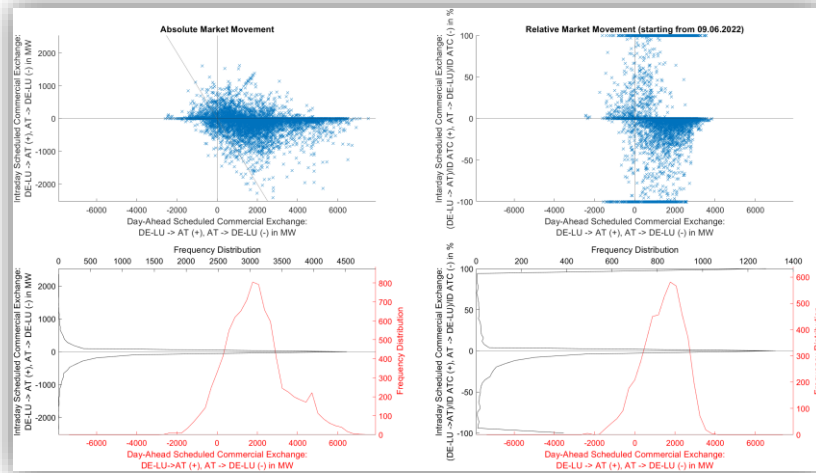 Absolute Market Movement
Intraday Scheduled Commercial Exchange:
DE-LU -> AT (+), AT -> DE-LU (-) in MW
2000
1000
0
-1000
-2000
-6000 -4000 -2000 0 2000 4000 6000
Day-Ahead Scheduled Commercial Exchange:
DE-LU -> AT (+), AT -> DE-LU (-) in MW
Relative Market Movement (starting from 09.06.2022)
Intarday Scheduled Commercial Exchange:
(DE-LU -> AT)/ID ATC (+), AT -> DE-LU)/ID ATC (-) in %
100
50
0
-50
-100
-6000 -4000 -2000 0 2000 4000 6000
Day-Ahead Scheduled Commercial Exchange:
DE-LU -> AT (+), AT -> DE-LU (-) in MW
Frequency Distribution
0 500 1000 1500 2000 2500 3000 3500 4000 4500
Intraday Scheduled Commercial Exchange:
DE-LU -> AT (+), AT -> DE-LU (-) in MW
2000
1000
0
-1000
-2000
800
700
600
500
400
300
200
100
0
Frequency Distribution
-6000 -4000 -2000 0 2000 4000 6000
Day-Ahead Scheduled Commercial Exchange:
DE-LU->AT (+), AT -> DE-LU (-) in MW
Frequency Distribution
0 200 400 600 800 1000 1200 1400
Intraday Scheduled Commercial Exchange:
(DE-LU ->AT)/ID ATC (+), AT -> DE-LU)/ID ATC (-) in %
100
50
0
-50
-100
600
500
400
300
200
100
0
-6000 -4000 -2000 0 2000 4000 6000
Day-Ahead Scheduled Commercial Exchange:
DE-LU -> AT (+), AT -> DE-LU (-) in MW